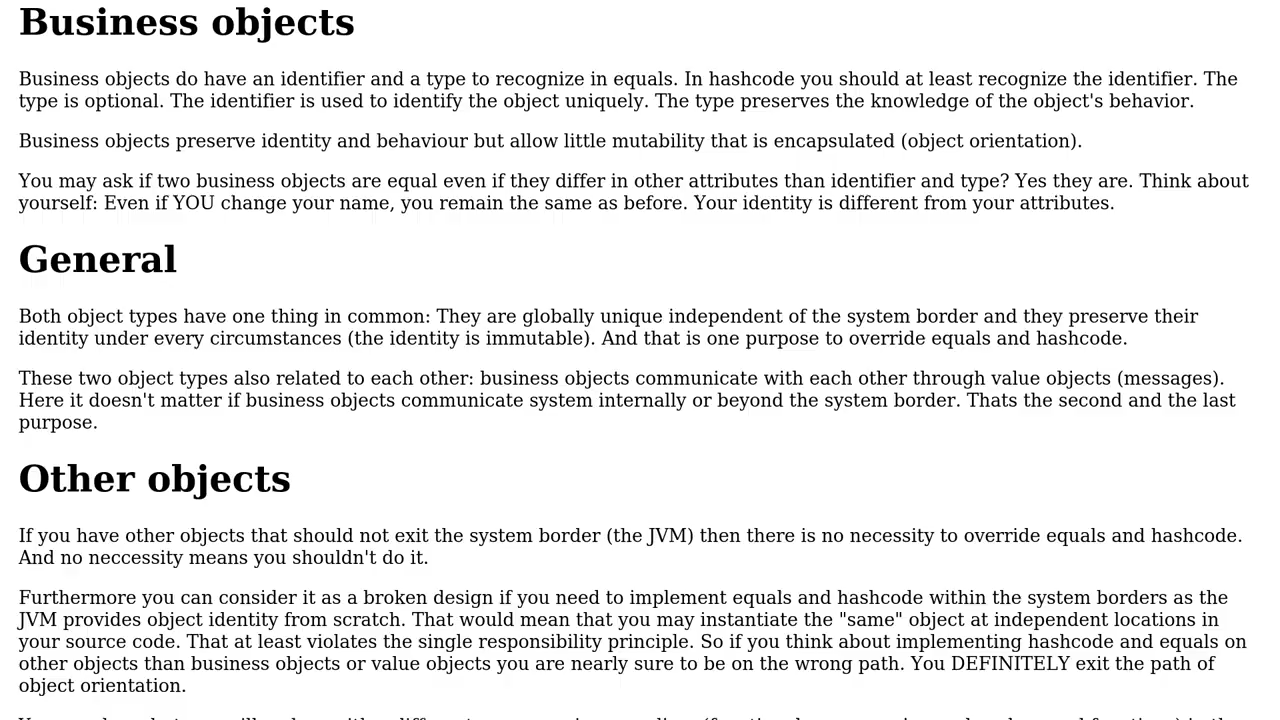 Business objects
Business objects do have an identifier and a type to recognize in equals. In hashcode you should at least recognize the identifier. The
type is optional. The identifier is used to identify the object uniquely. The type preserves the knowledge of the object's behavior.
Business objects preserve identity and behaviour but allow little mutability that is encapsulated (object orientation).
You may ask if two business objects are equal even if they differ in other attributes than identifier and type? Yes they are. Think about
yourself: Even if YOU change your name, you remain the same as before. Your identity is different from your attributes.
General
Both object types have one thing in common: They are globally unique independent of the system border and they preserve their
identity under every circumstances (the identity is immutable). And that is one purpose to override equals and hashcode.
These two object types also related to each other: business objects communicate with each other through value objects (messages).
Here it doesn't matter if business objects communicate system internally or beyond the system border. Thats the second and the last
purpose.
Other objects
If you have other objects that should not exit the system border (the JVM) then there is no necessity to override equals and hashcode.
And no neccessity means you shouldn't do it.
Furthermore you can consider it as a broken design if you need to implement equals and hashcode within the system borders as the
JVM provides object identity from scratch. That would mean that you may instantiate the "same" object at independent locations in
your source code. That at least violates the single responsibility principle. So if you think about implementing hashcode and equals on
other objects than business objects or value objects you are nearly sure to be on the wrong path. You DEFINITELY exit the path of
object orientation.